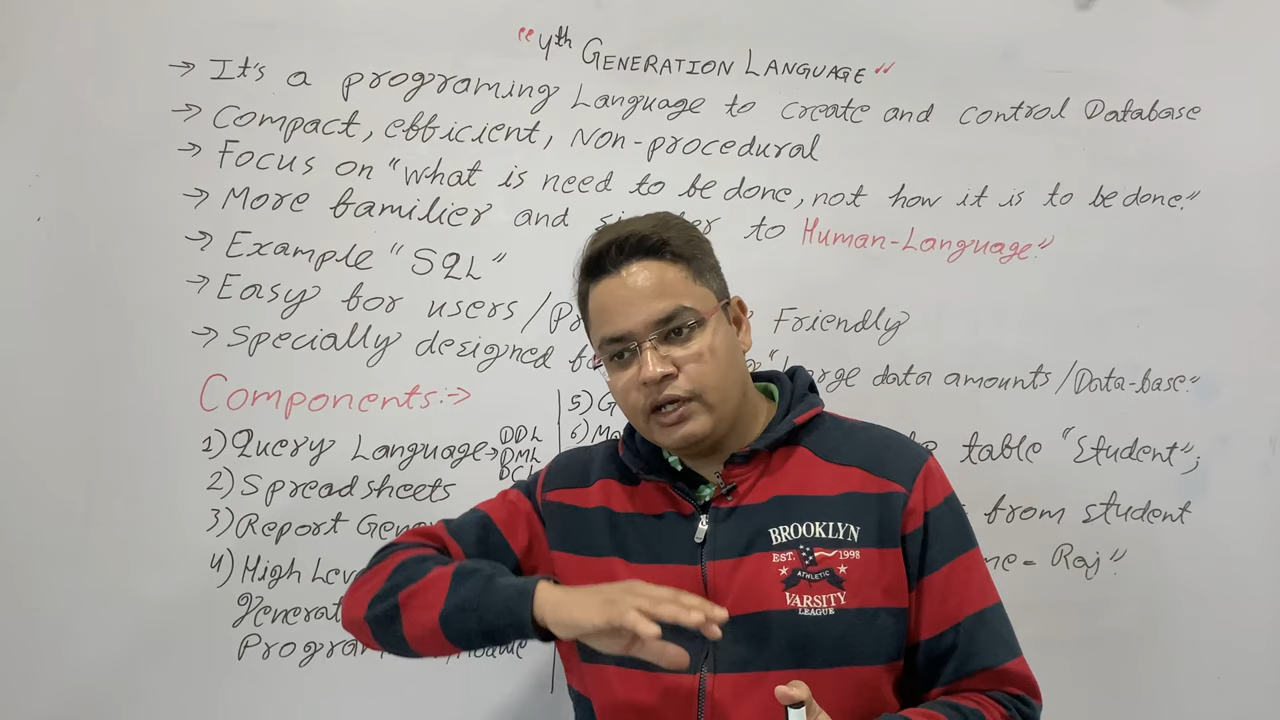 "4th GENERATION LANGUAGE"
→ It's a programing Language to create and control Database
→ Compact, efficient, Non-procedural
→ Focus on "what is need to be done, not how it is to be done."
→ More familier and to Human-Language"
→ Example "SQL"
→ Easy for users / Friendly
→ Specially designed Large data amounts/Data-base"
Components:->
1) Query Language → DDL
DML
DCL
2) Spreadsheets
3) Report
4) High
Program
5)
6)
table "Student";
from student
= Raj"
BROOKLYN
EST. 1998
ATHLETIC
VARSITY
LEAGUE